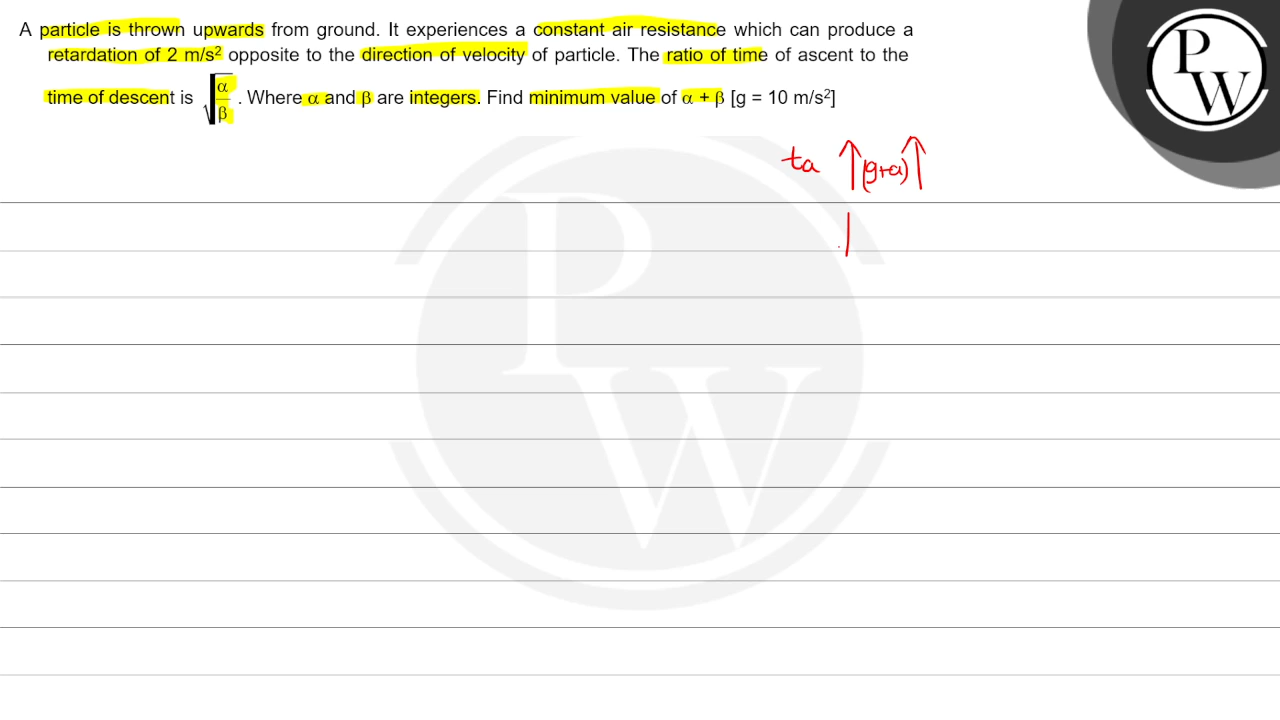 A particle is thrown upwards from ground. It experiences a constant air resistance which can produce a
retardation of 2 m/s² opposite to the direction of velocity of particle. The ratio of time of ascent to the
time of descent is √(α/β) . Where α and β are integers. Find minimum value of α + β [g = 10 m/s²]
ta ↑(g+a)↑
PW
PW